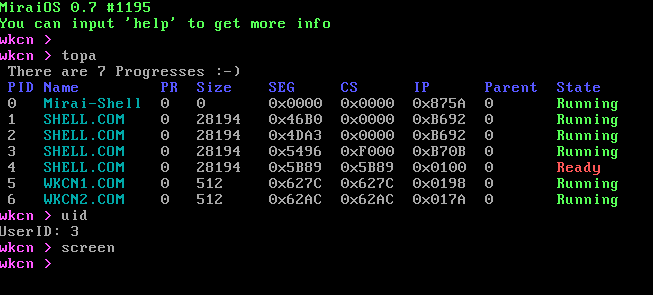 MiraiOS 0.7 #1195
You can input 'help' to get more info
wkcn >
wkcn > topa
There are 7 Progresses :-)
PID Name PR Size SEG CS IP Parent State
0 Mirai-Shell 0 0 0x0000 0x0000 0xB75A 0 Running
1 SHELL.COM 0 28194 0x46B0 0x0000 0xB692 0 Running
2 SHELL.COM 0 28194 0x4DA3 0x0000 0xB692 0 Running
3 SHELL.COM 0 28194 0x5496 0xF000 0xB70B 0 Running
4 SHELL.COM 0 28194 0x5B89 0x5B89 0x0100 0 Ready
5 WKCN1.COM 0 512 0x627C 0x627C 0x0198 0 Running
6 WKCN2.COM 0 512 0x62AC 0x62AC 0x017A 0 Running
wkcn > uid
UserID: 3
wkcn > screen
wkcn >